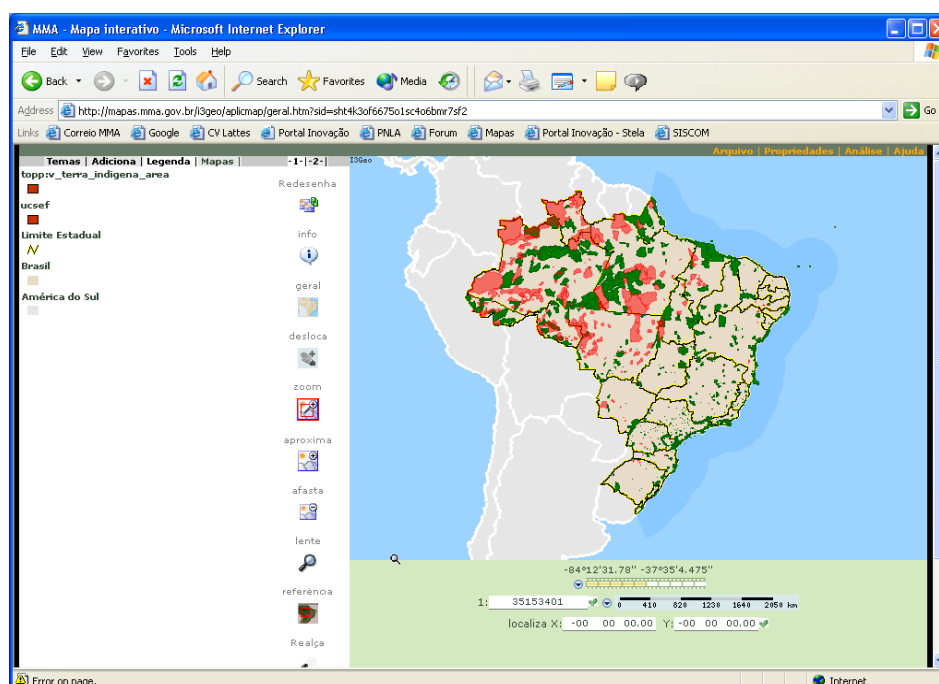 MMA - Mapa interativo - Microsoft Internet Explorer
File Edit View Favorites Tools Help
Back Search Favorites Media
Address http://mapas.mma.gov.br/i3geo/aplicmap/geral.htm?sid=sht4k3of6675o1sc4o6bmr7sf2 Go
Links Correio MMA Google CV Lattes Portal Inovação PNLA Forum Mapas Portal Inovação - Stela SISCOM
Arquivo | Propriedades | Análise | Ajuda
Temas | Adiciona | Legenda | Mapas | -1-|-2-| I3Geo
topp:v_terra_indigena_area
ucsef
Limite Estadual
Brasil
América do Sul
Redesenha
info
geral
desloca
zoom
aproxima
afasta
lente
referência
Realça
-84°12'31.78" -37°35'4.475"
1: 35153401 0 410 820 1230 1640 2050 km
localiza X: -00 00 00.00 Y: -00 00 00.00
Error on page. Internet